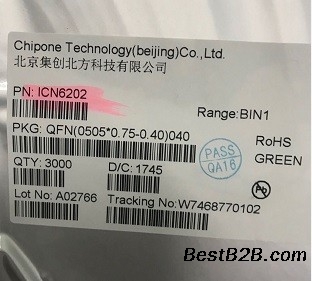 Chipone Technology(beijing)Co.,Ltd.
北京集创北方科技有限公司
PN: ICN6202
Range:BIN1
PKG: QFN(0505*0.75-0.40)040
RoHS
GREEN
QTY: 3000
D/C: 1745
PASS
QA16
Lot No: A02766
Tracking No:W7468770102
Pb
BestB2B.com